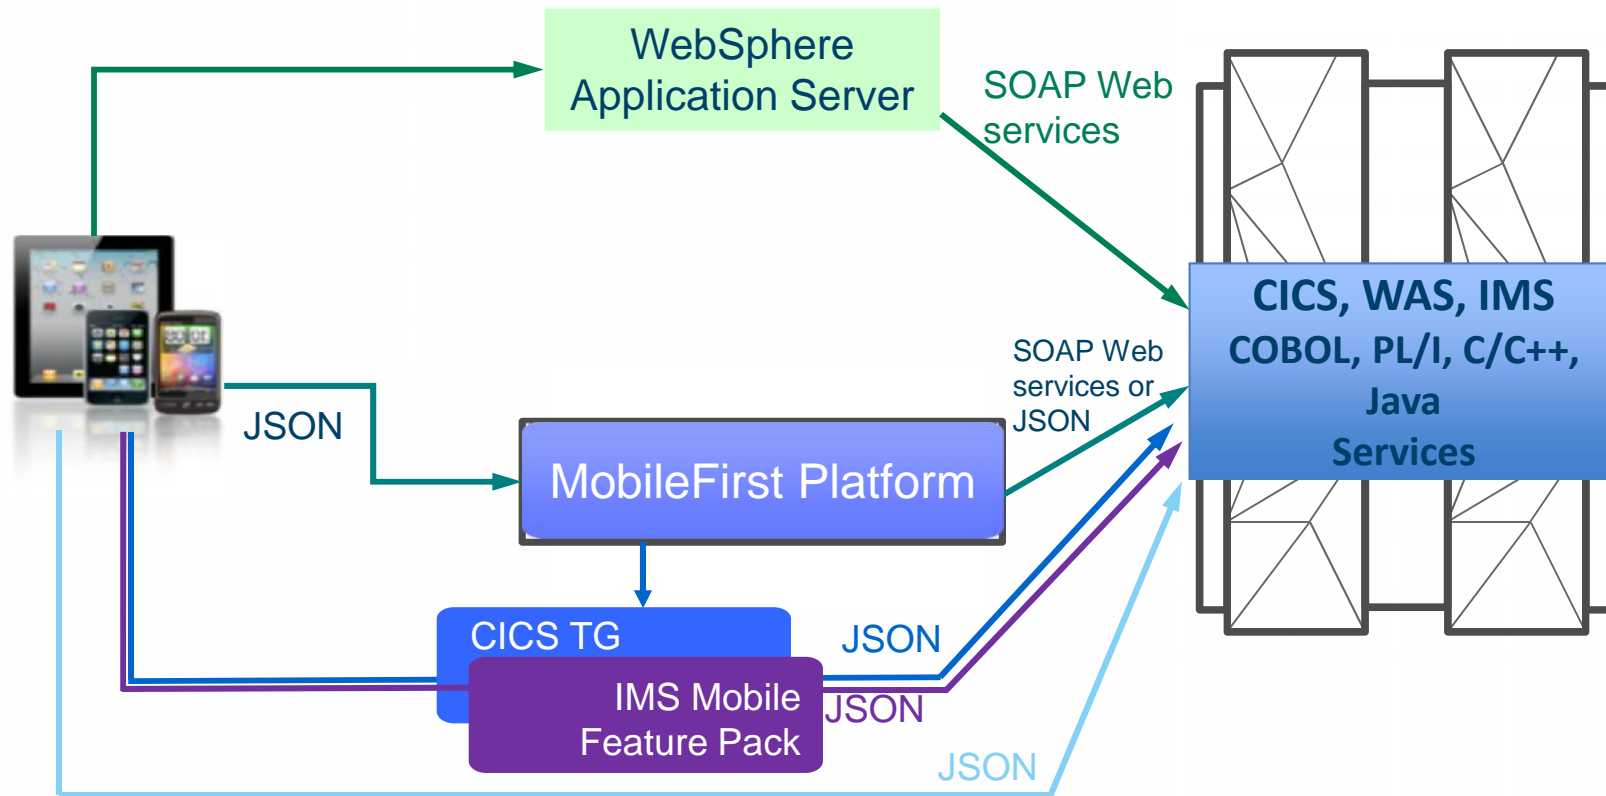 WebSphere
Application Server
SOAP Web
services
CICS, WAS, IMS
COBOL, PL/I, C/C++,
Java
Services
SOAP Web
services or
JSON
JSON
MobileFirst Platform
CICS TG
JSON
IMS Mobile
Feature Pack
JSON
JSON